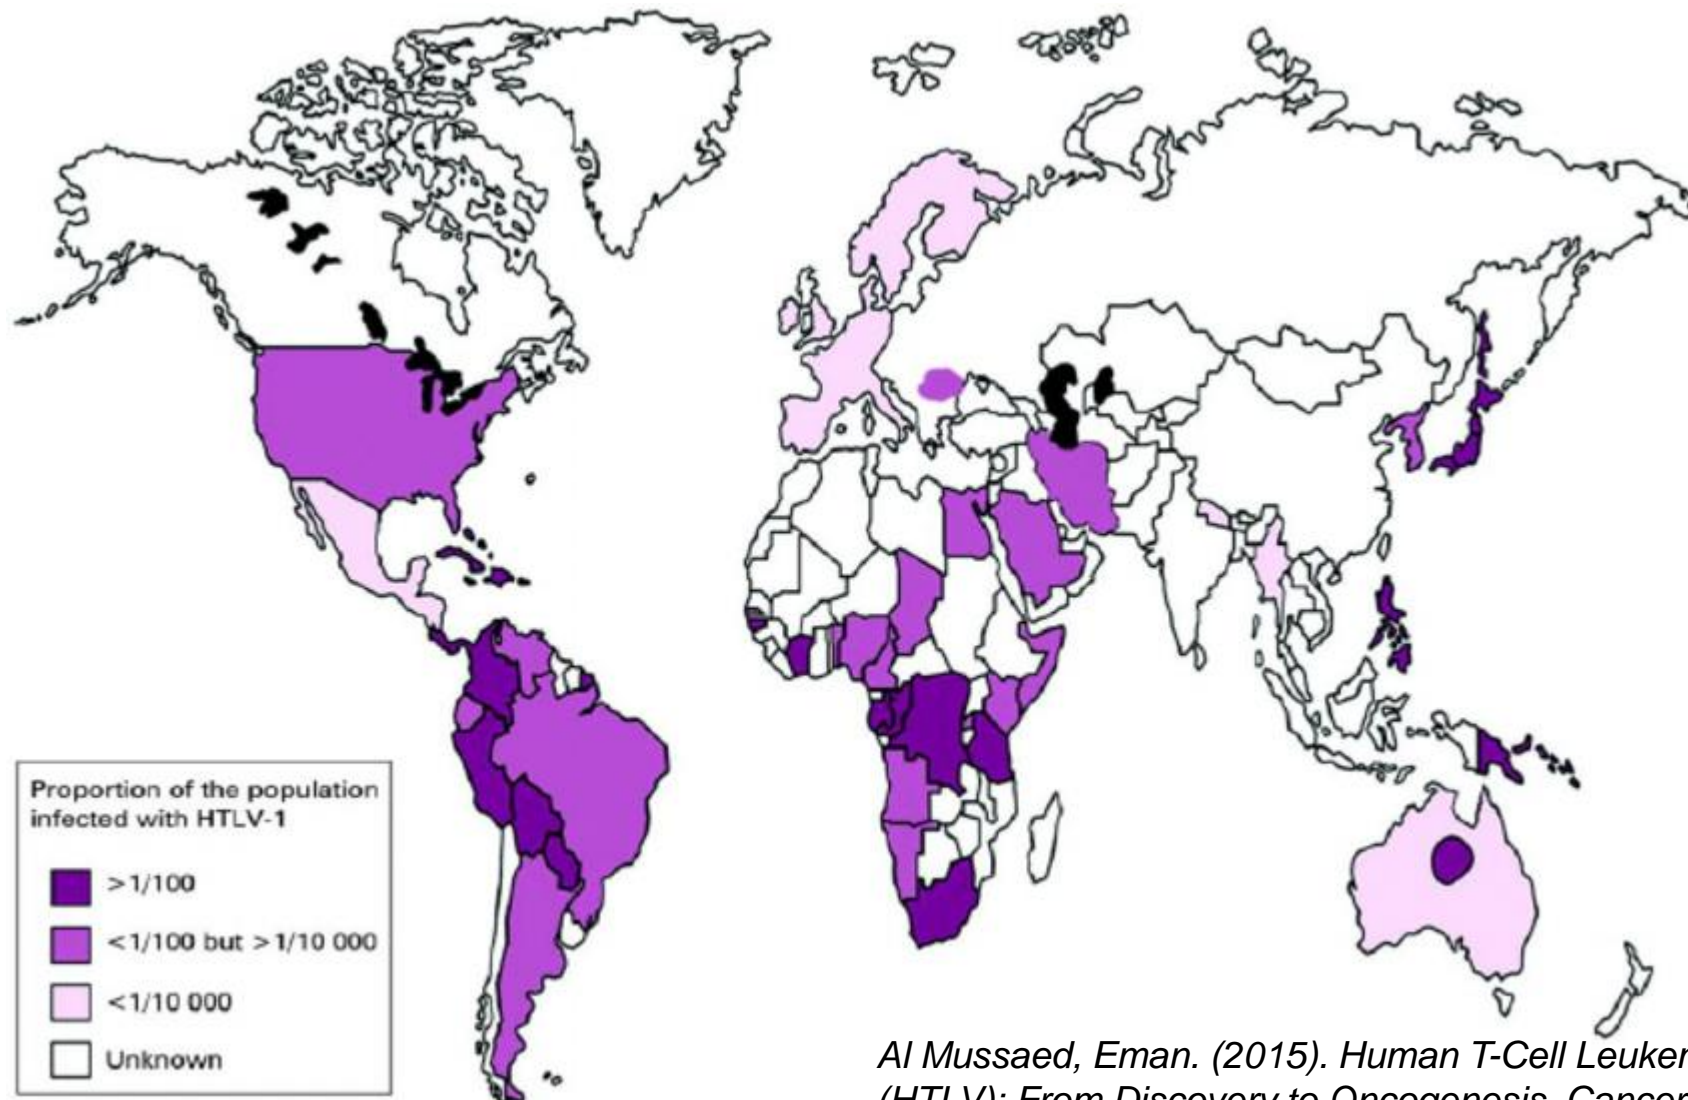 Proportion of the population
infected with HTLV-1
>1/100
<1/100 but >1/10 000
<1/10 000
Unknown
Al Mussaed, Eman. (2015). Human T-Cell
(HTLV): From Discovery to Oncogenesis. Cancer